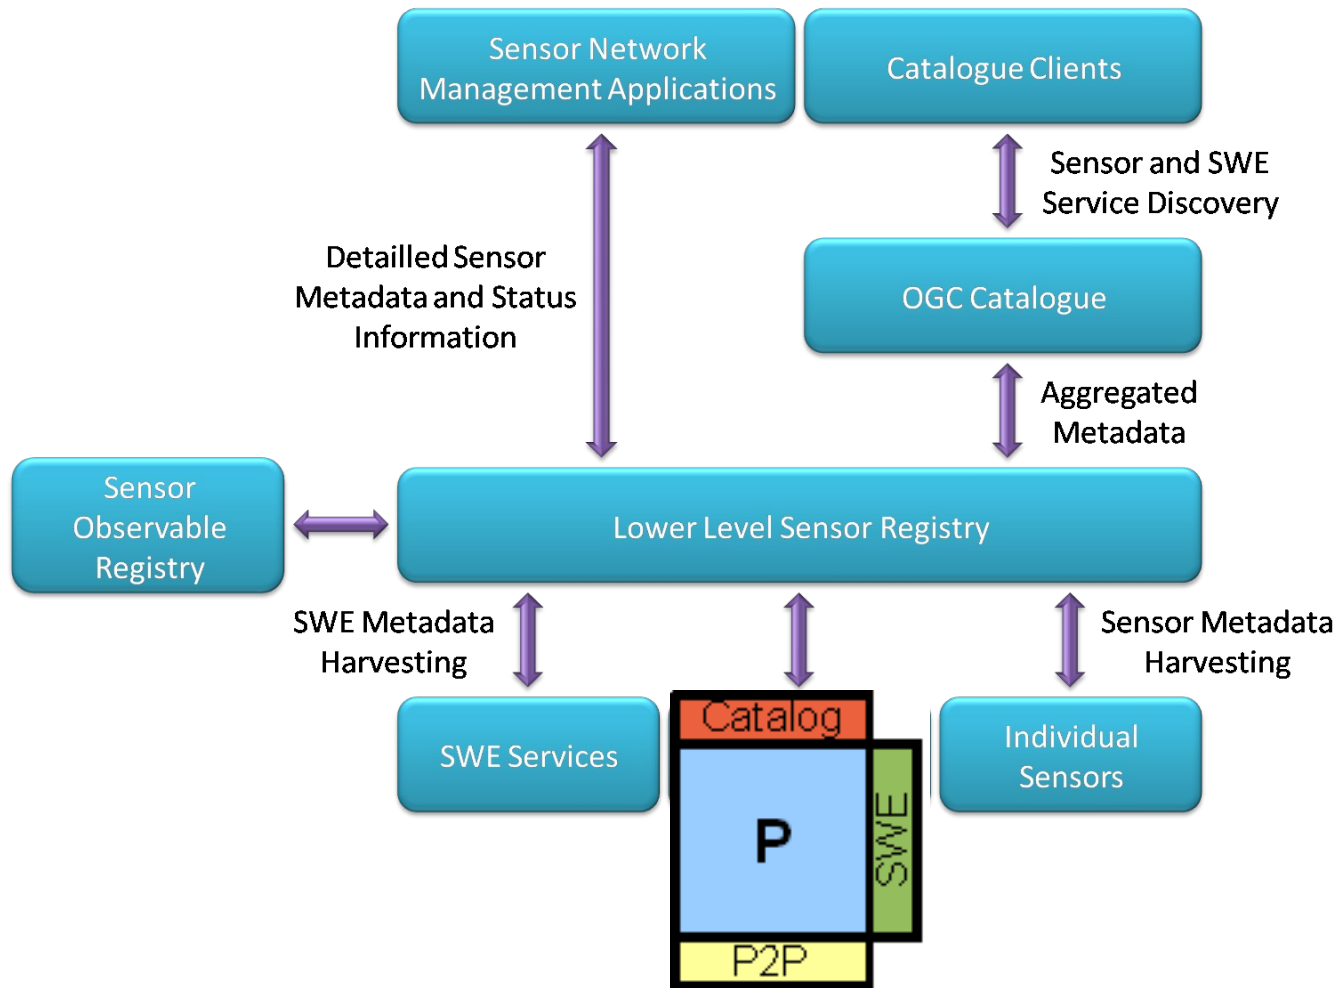 Sensor Network
Management Applications
Catalogue Clients
Sensor and SWE
Service Discovery
Detailled Sensor
Metadata and Status
Information
OGC Catalogue
Aggregated
Metadata
Sensor
Observable
Registry
Lower Level Sensor Registry
SWE Metadata
Harvesting
Sensor Metadata
Harvesting
SWE Services
Catalog
P
SWE
P2P
Individual
Sensors